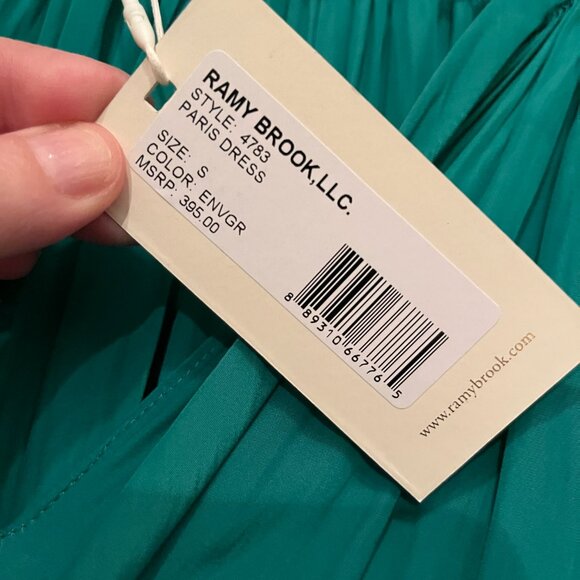 RAMY BROOK,LLC.
STYLE: 4783
PARIS DRESS
SIZE: S
COLOR: ENVGR
MSRP: 395.00
8 89310 66776 5
www.ramybrook.com